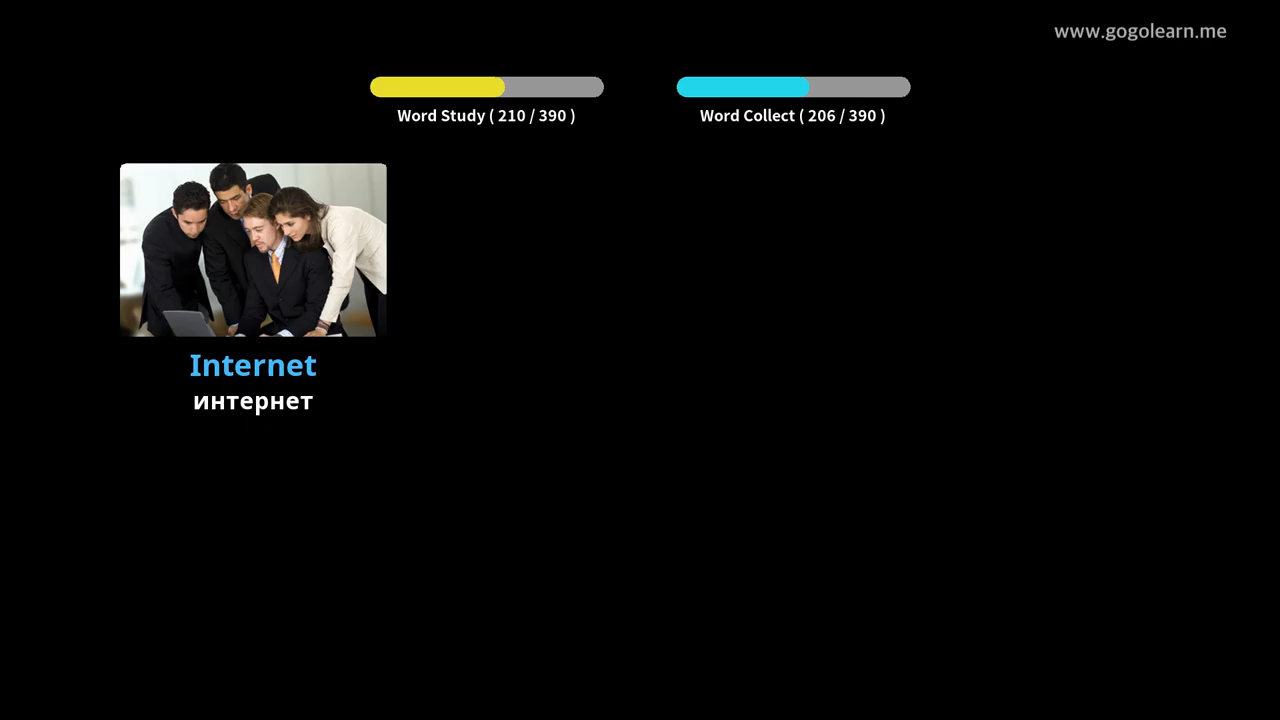 www.gogolearn.me
Word Study ( 210 / 390 )
Word Collect ( 206 / 390 )
Internet
интернет